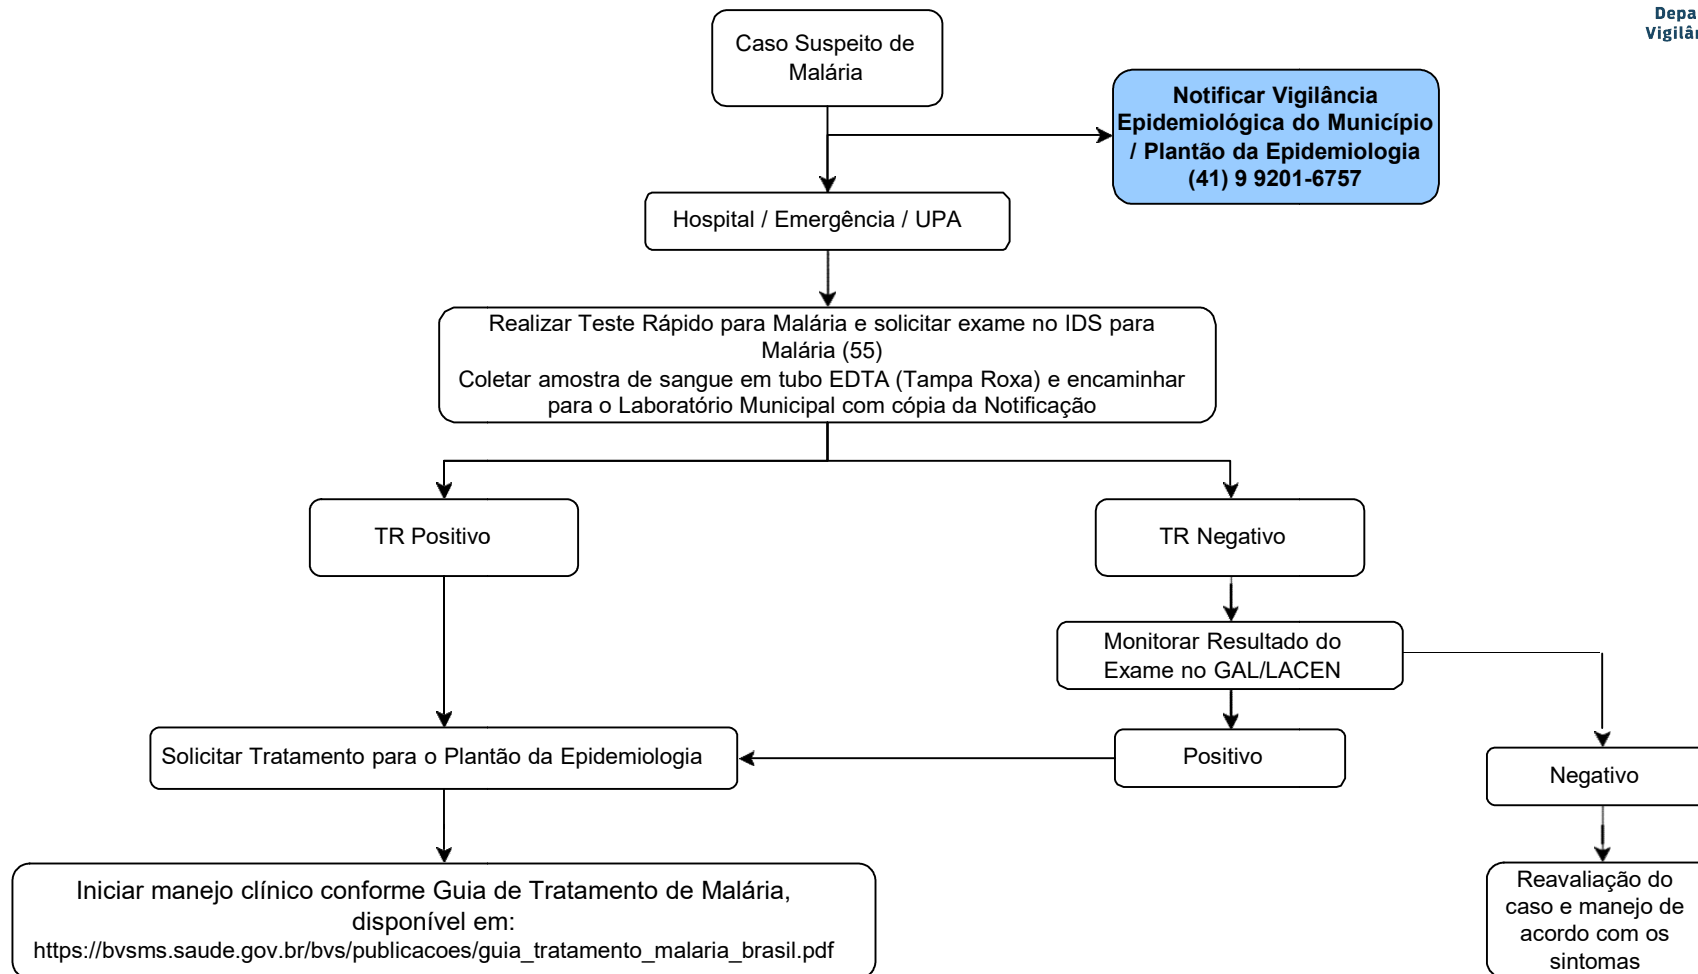 Depa
Vigilân
Caso Suspeito de
Malária
Notificar Vigilância
Epidemiológica do Município
/ Plantão da Epidemiologia
(41) 9 9201-6757
Hospital / Emergência / UPA
Realizar Teste Rápido para Malária e solicitar exame no IDS para
Malária (55)
Coletar amostra de sangue em tubo EDTA (Tampa Roxa) e encaminhar
para o Laboratório Municipal com cópia da Notificação
TR Positivo
TR Negativo
Monitorar Resultado do
Exame no GAL/LACEN
Solicitar Tratamento para o Plantão da Epidemiologia
Positivo
Negativo
Iniciar manejo clínico conforme Guia de Tratamento de Malária,
disponível em:
https://bvsms.saude.gov.br/bvs/publicacoes/guia_tratamento_malaria_brasil.pdf
Reavaliação do
caso e manejo de
acordo com os
sintomas